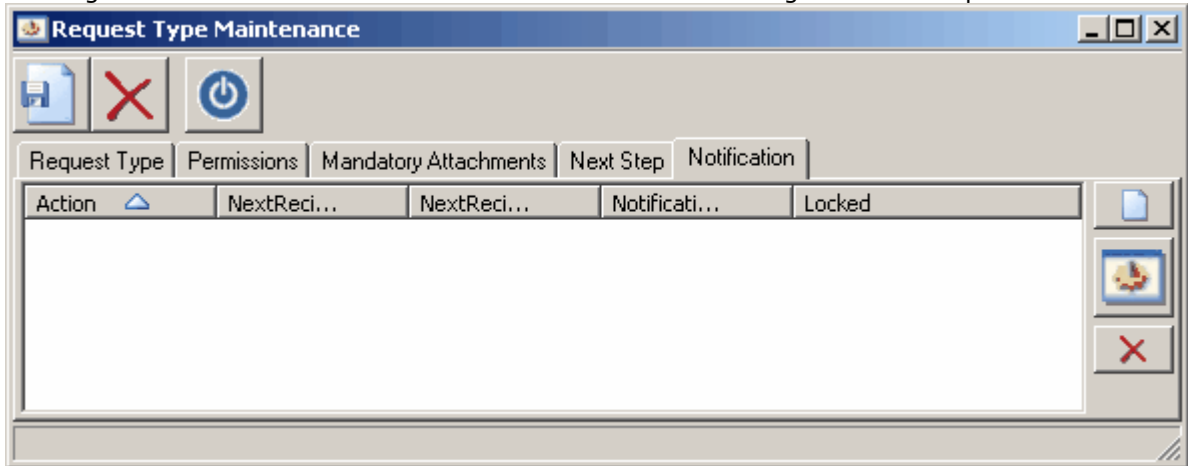 Request Type Maintenance
Request Type Permissions Mandatory Attachments Next Step Notification
Action NextReci... NextReci... Notificati... Locked